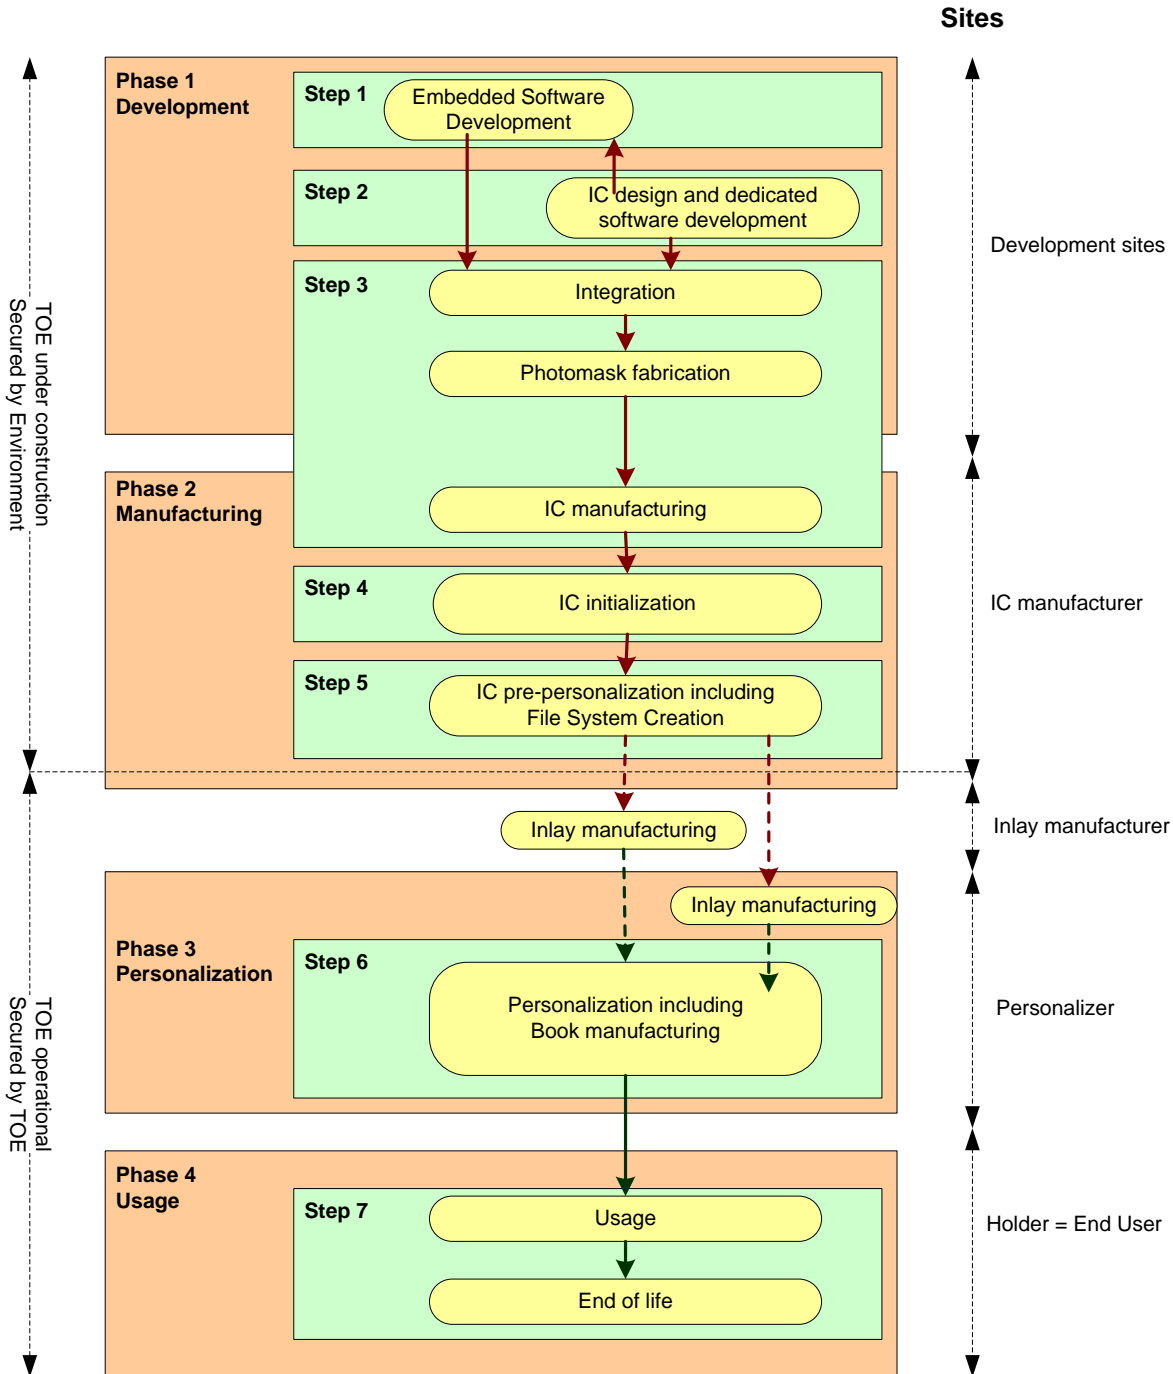 Sites
Phase 1
Development
Step 1
Embedded Software
Development
Step 2
IC design and dedicated
software development
Development sites
Step 3
Integration
Photomask fabrication
TOE under construction
Secured by Environment
Phase 2
Manufacturing
IC manufacturing
Step 4
IC initialization
IC manufacturer
Step 5
IC pre-personalization including
File System Creation
Inlay manufacturing
Inlay manufacturer
Inlay manufacturing
Phase 3
Personalization
Step 6
Personalization including
Book manufacturing
Personalizer
TOE operational
Secured by TOE
Phase 4
Usage
Step 7
Usage
Holder = End User
End of life